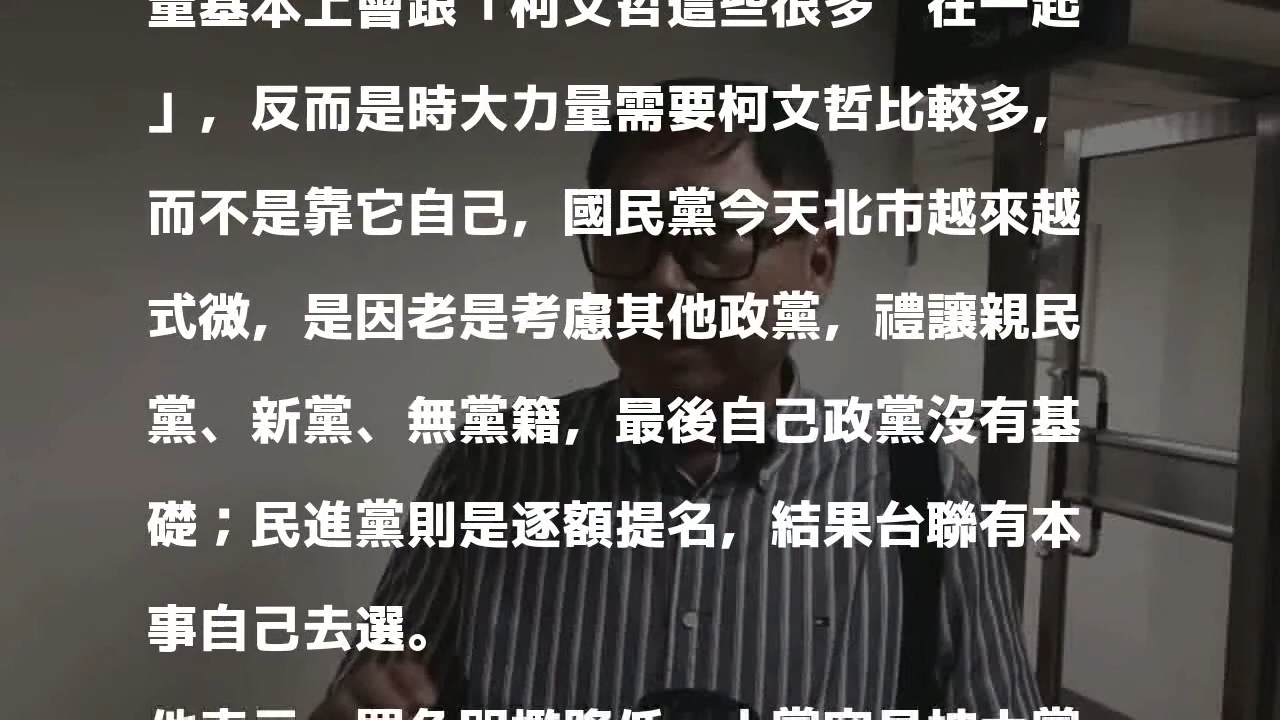 量基本上會跟「柯文哲這些很多 在一起
」，反而是時大力量需要柯文哲比較多，
而不是靠它自己，國民黨今天北市越來越
式微，是因老是考慮其他政黨，禮讓親民
黨、新黨、無黨籍，最後自己政黨沒有基
礎；民進黨則是逐額提名，結果台聯有本
事自己去選。